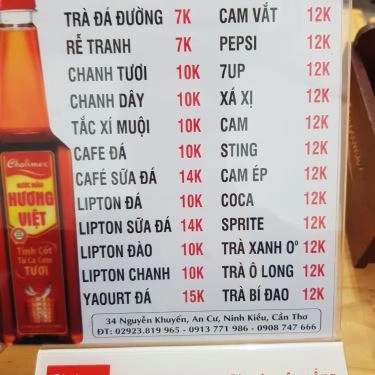 TRÀ ĐÁ ĐƯỜNG 7K CAM VẮT 12K
RỄ TRANH 7K PEPSI 12K
CHANH TƯƠI 10K 7UP 12K
CHANH DÂY 10K XÁ XỊ 12K
TẮC XÍ MUỘI 10K CAM 12K
CAFE ĐÁ 10K STING 12K
CAFÉ SỮA ĐÁ 14K CAM ÉP 12K
LIPTON ĐÁ 10K COCA 12K
LIPTON SỮA ĐÁ 14K SPRITE 12K
LIPTON ĐÀO 10K TRÀ XANH Oº 12K
LIPTON CHANH 10K TRÀ Ô LONG 12K
YAOURT ĐÁ 15K TRÀ BÍ ĐAO 12K
34 Nguyễn Khuyến, An Cư, Ninh Kiều, Cần Thơ
ĐT: 02923.819 965 - 0913 771 986 - 0908 747 666
Cholimex
NƯỚC MẮM
HƯƠNG
VIỆT
Tinh Cốt
Từ Cá Cơm
TƯƠI